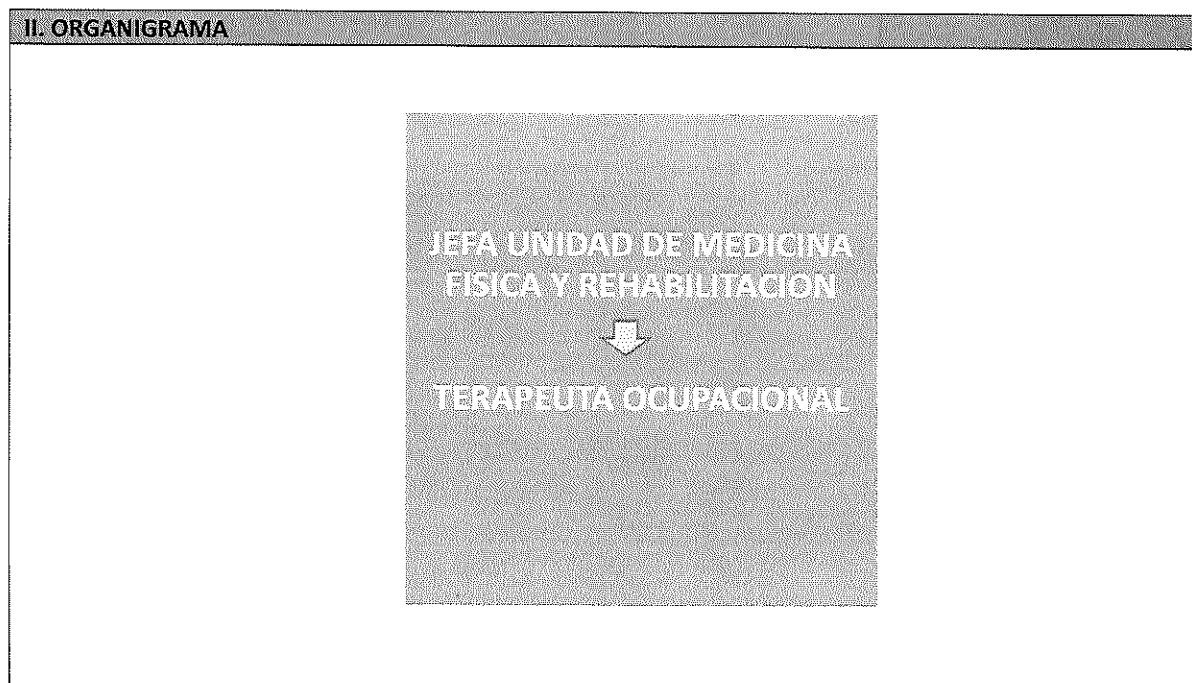 II. ORGANIGRAMA
JEFA UNIDAD DE MEDICINA
FISICA Y REHABILITACION
TERAPEUTA OCUPACIONAL